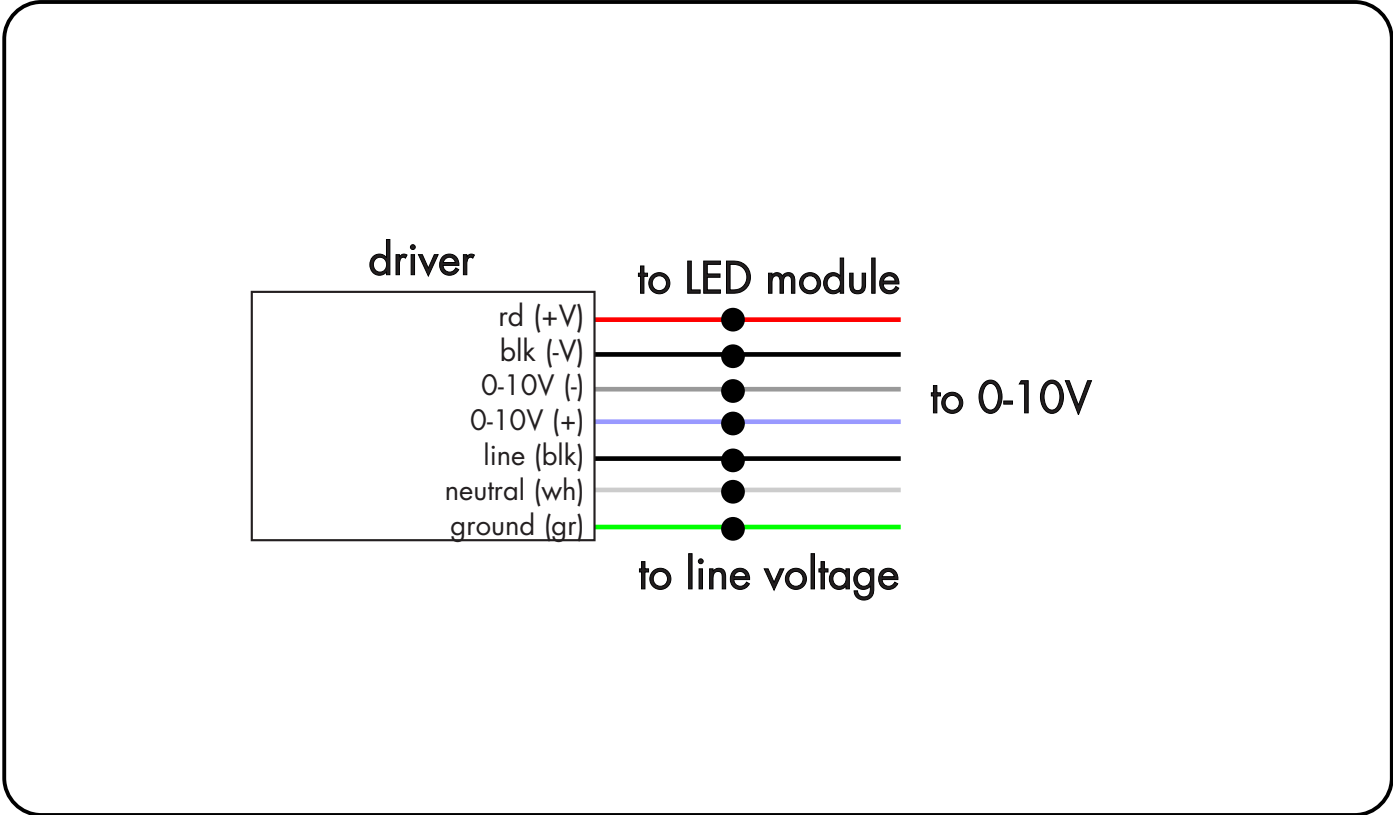 driver
to LED module
rd (+V)
blk (-V)
0-10V (-)
to 0-10V
0-10V (+)
line (blk)
neutral (wh)
ground (gr)
to line voltage